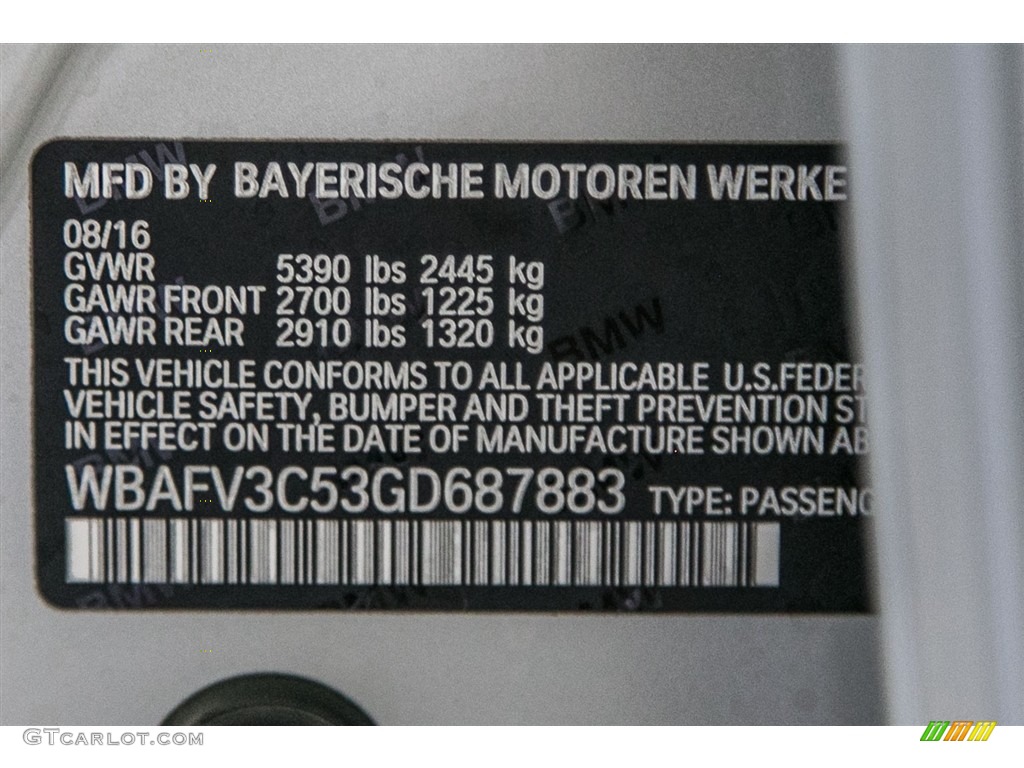 MFD BY BAYERISCHE MOTOREN WERKE
08/16
GVWR 5390 lbs 2445 kg
GAWR FRONT 2700 lbs 1225 kg
GAWR REAR 2910 lbs 1320 kg
THIS VEHICLE CONFORMS TO ALL APPLICABLE U.S.FEDER
VEHICLE SAFETY, BUMPER AND THEFT PREVENTION ST
IN EFFECT ON THE DATE OF MANUFACTURE SHOWN AB
WBAFV3C53GD687883 TYPE: PASSENG
GTCARLOT.COM